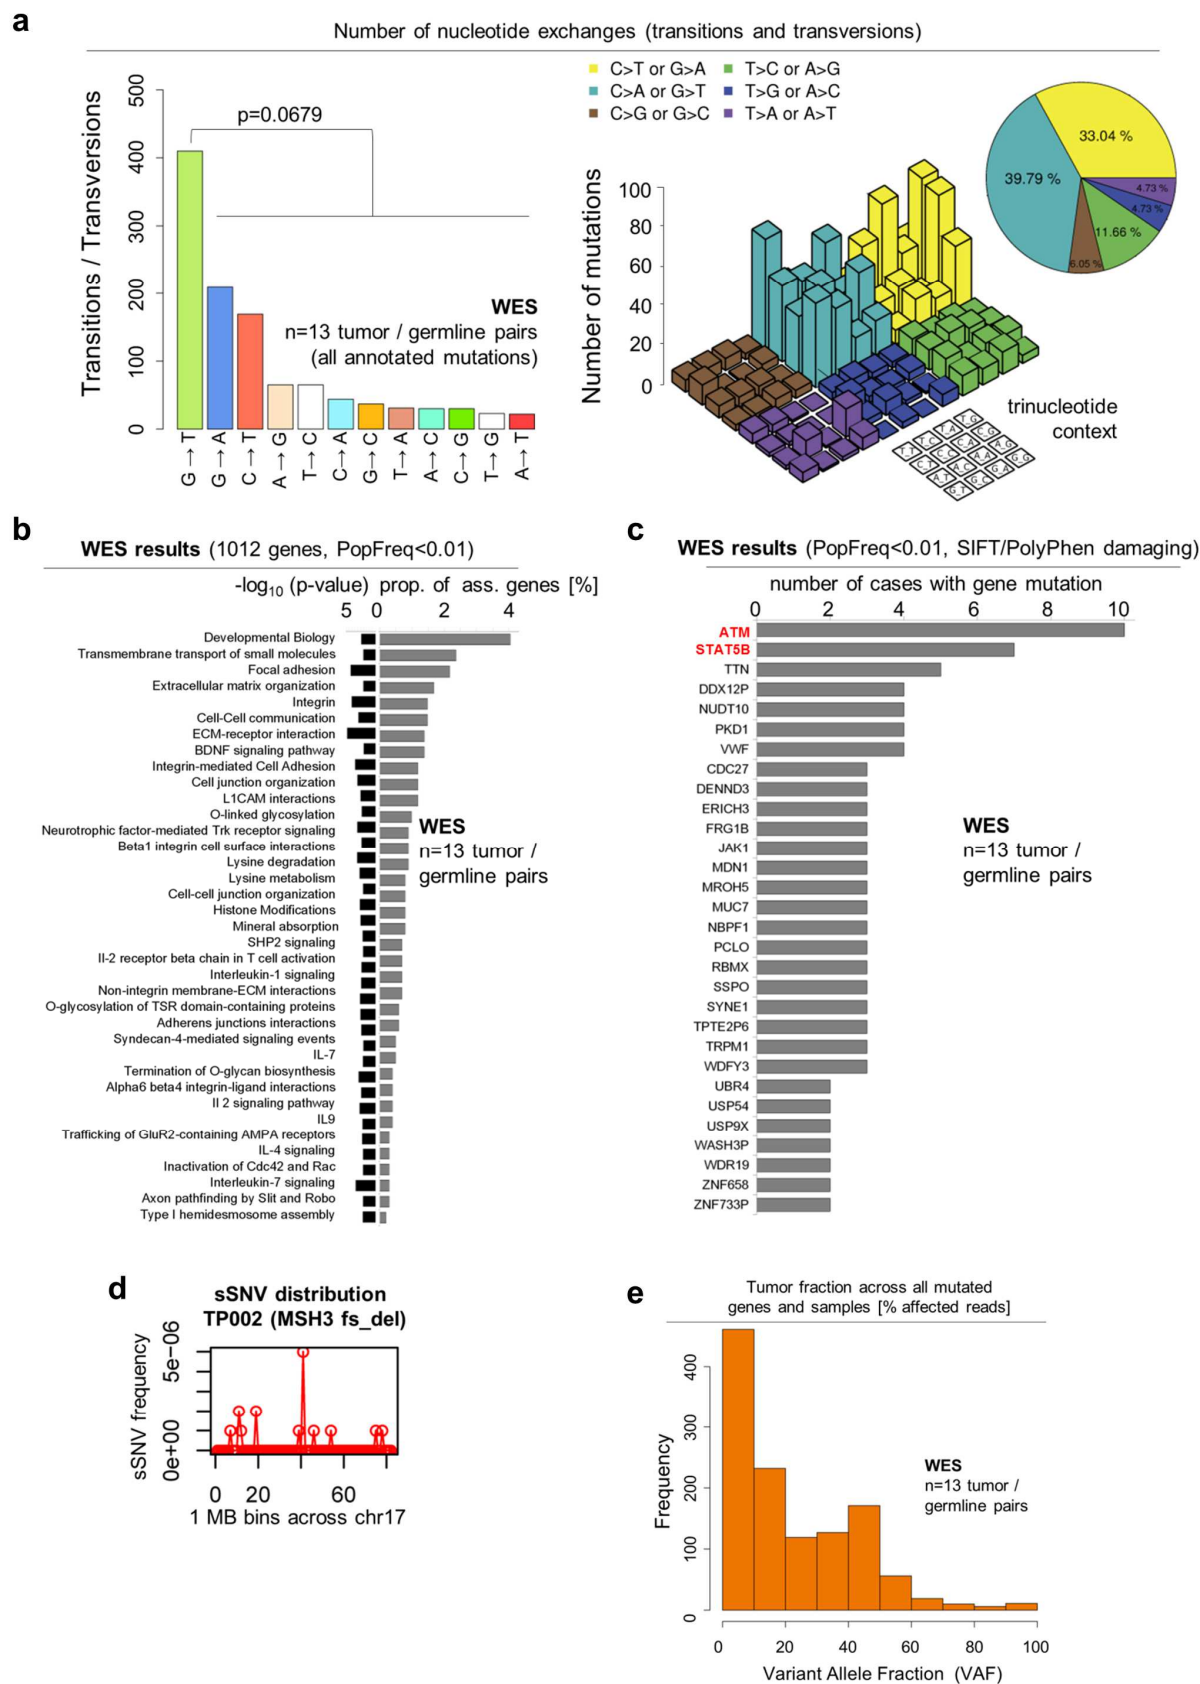 a
Number of nucleotide exchanges (transitions and transversions)
Transitions / Transversions
0
100
200
300
400
500
p=0.0679
WES
n=13 tumor / germline pairs
(all annotated mutations)
G→T
G→A
C→T
A→G
T→C
C→A
G→C
T→A
A→C
C→G
T→G
A→T
C>T or G>A
C>A or G>T
C>G or G>C
T>C or A>G
T>G or A>C
T>A or A>T
33.04 %
39.79 %
4.73 %
4.73 %
11.66 %
6.05 %
Number of mutations
100
80
60
40
20
0
trinucleotide
context
T_G
T_A C_G
T_C C_A A_G
T_T C_C A_A G_G
C_T A_C G_A
A_T G_C
G_T
b
WES results (1012 genes, PopFreq<0.01)
-log10 (p-value) prop. of ass. genes [%]
5 0 2 4
Developmental Biology
Transmembrane transport of small molecules
Focal adhesion
Extracellular matrix organization
Integrin
Cell-Cell communication
ECM-receptor interaction
BDNF signaling pathway
Integrin-mediated Cell Adhesion
Cell junction organization
L1CAM interactions
O-linked glycosylation
Neurotrophic factor-mediated Trk receptor signaling
Beta1 integrin cell surface interactions
Lysine degradation
Lysine metabolism
Cell-cell junction organization
Histone Modifications
Mineral absorption
SHP2 signaling
Il-2 receptor beta chain in T cell activation
Interleukin-1 signaling
Non-integrin membrane-ECM interactions
O-glycosylation of TSR domain-containing proteins
Adherens junctions interactions
Syndecan-4-mediated signaling events
IL-7
Termination of O-glycan biosynthesis
Alpha6 beta4 integrin-ligand interactions
Il 2 signaling pathway
IL9
Trafficking of GluR2-containing AMPA receptors
IL-4 signaling
Inactivation of Cdc42 and Rac
Interleukin-7 signaling
Axon pathfinding by Slit and Robo
Type I hemidesmosome assembly
WES
n=13 tumor /
germline pairs
c
WES results (PopFreq<0.01, SIFT/PolyPhen damaging)
number of cases with gene mutation
0 2 4 6 8 10
ATM
STAT5B
TTN
DDX12P
NUDT10
PKD1
VWF
CDC27
DENND3
ERICH3
FRG1B
JAK1
MDN1
MROH5
MUC7
NBPF1
PCLO
RBMX
SSPO
SYNE1
TPTE2P6
TRPM1
WDFY3
UBR4
USP54
USP9X
WASH3P
WDR19
ZNF658
ZNF733P
WES
n=13 tumor /
germline pairs
d
sSNV distribution
TP002 (MSH3 fs_del)
sSNV frequency
0e+00 5e−06
0 20 60
1 MB bins across chr17
e
Tumor fraction across all mutated
genes and samples [% affected reads]
Frequency
0
100
200
300
400
WES
n=13 tumor /
germline pairs
0 20 40 60 80 100
Variant Allele Fraction (VAF)